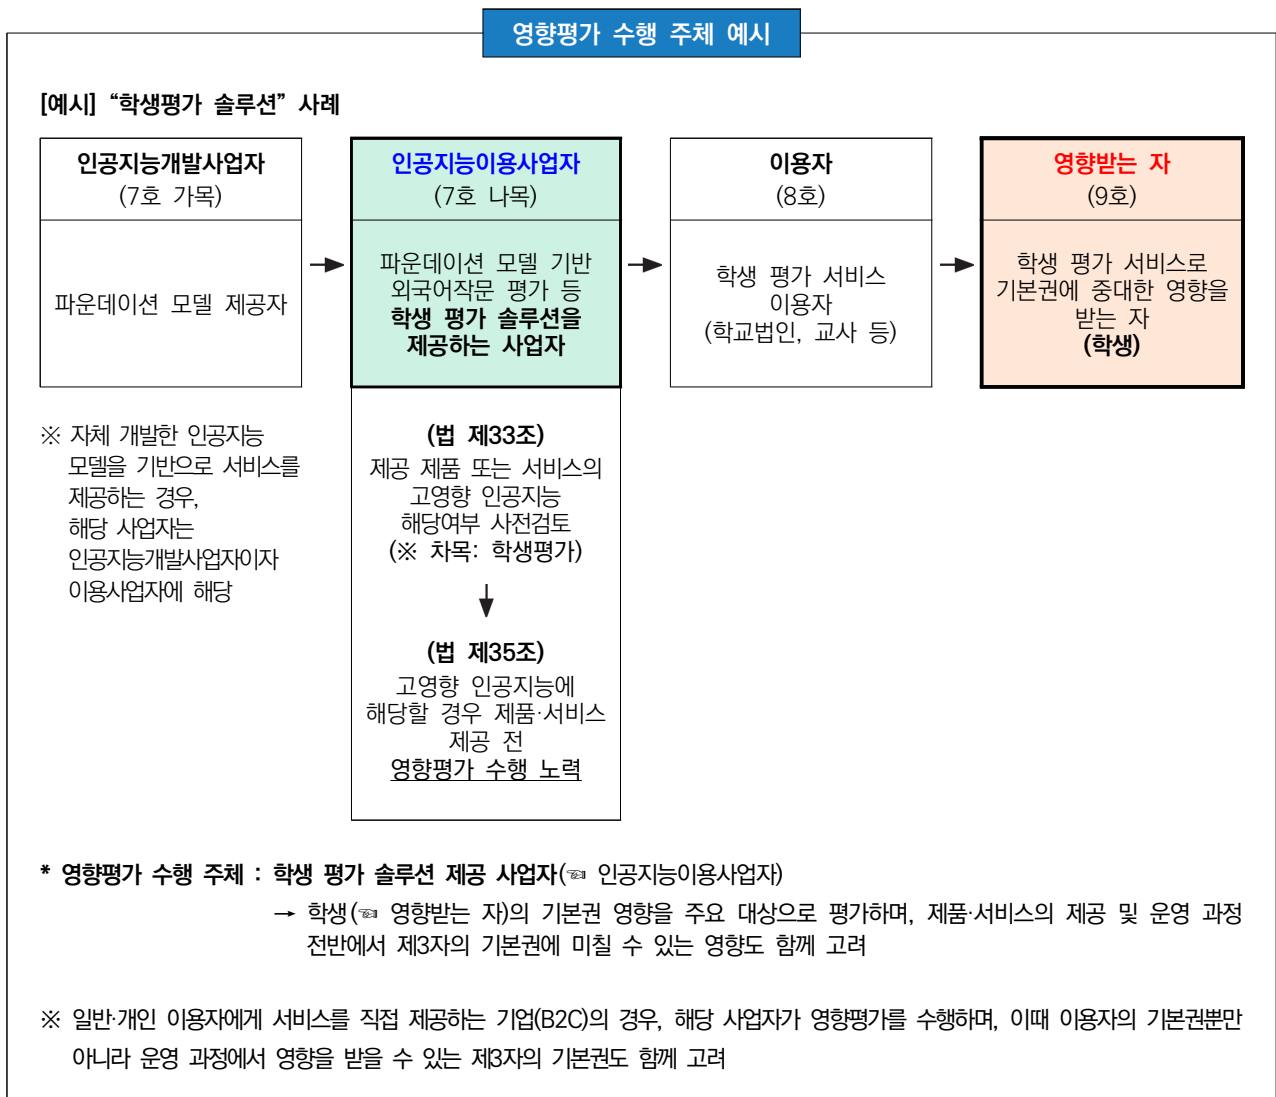 영향평가 수행 주체 예시
[예시] “학생평가 솔루션” 사례
인공지능개발사업자
(7호 가목)
파운데이션 모델 제공자
인공지능이용사업자
(7호 나목)
파운데이션 모델 기반
외국어작문 평가 등
학생 평가 솔루션을
제공하는 사업자
이용자
(8호)
학생 평가 서비스
이용자
(학교법인, 교사 등)
영향받는 자
(9호)
학생 평가 서비스로
기본권에 중대한 영향을
받는 자
(학생)
※ 자체 개발한 인공지능
모델을 기반으로 서비스를
제공하는 경우,
해당 사업자는
인공지능개발사업자이자
이용사업자에 해당
(법 제33조)
제공 제품 또는 서비스의
고영향 인공지능
해당여부 사전검토
(※ 차목: 학생평가)
(법 제35조)
고영향 인공지능에
해당할 경우 제품·서비스
제공 전
영향평가 수행 노력
* 영향평가 수행 주체 : 학생 평가 솔루션 제공 사업자(☜ 인공지능이용사업자)
→ 학생(☜ 영향받는 자)의 기본권 영향을 주요 대상으로 평가하며, 제품·서비스의 제공 및 운영 과정
전반에서 제3자의 기본권에 미칠 수 있는 영향도 함께 고려
※ 일반·개인 이용자에게 서비스를 직접 제공하는 기업(B2C)의 경우, 해당 사업자가 영향평가를 수행하며, 이때 이용자의 기본권뿐만
아니라 운영 과정에서 영향을 받을 수 있는 제3자의 기본권도 함께 고려